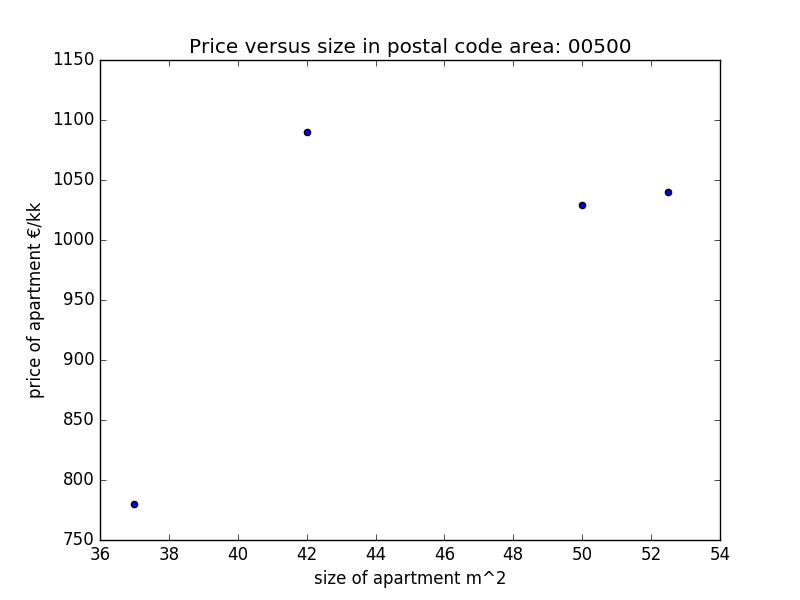 Price versus size in postal code area: 00500
1150
1100
1050
1000
950
900
850
800
750
price of apartment €/kk
36 38 40 42 44 46 48 50 52 54
size of apartment m^2